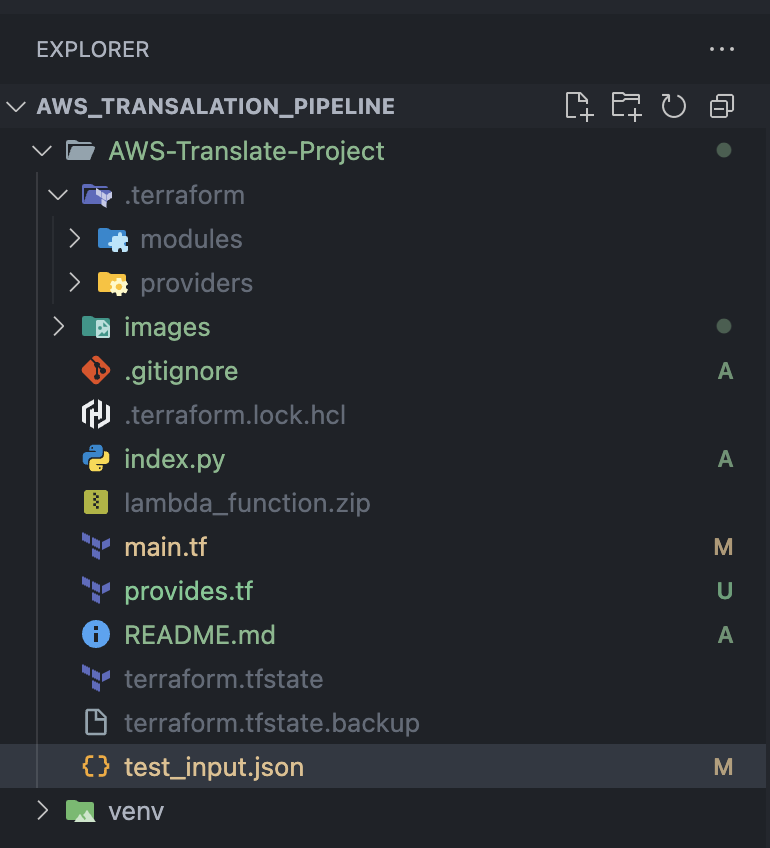 EXPLORER
AWS_TRANSALATION_PIPELINE
AWS-Translate-Project
.terraform
modules
providers
images
.gitignore A
.terraform.lock.hcl
index.py A
lambda_function.zip
main.tf M
provides.tf U
README.md A
terraform.tfstate
terraform.tfstate.backup
test_input.json M
venv